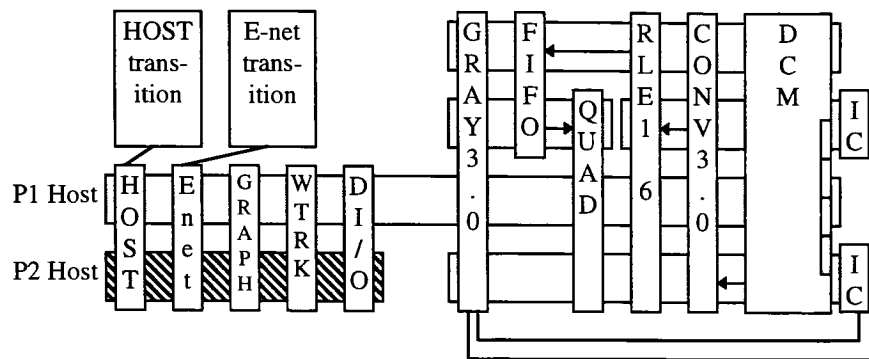 HOST
trans-
ition
E-net
trans-
ition
P1 Host
P2 Host
HOST
Enet
GRAPH
WTRK
DI/O
GRAY3.0
FIFO
QUAD
RLE16
CONV3.0
DCM
IC
IC